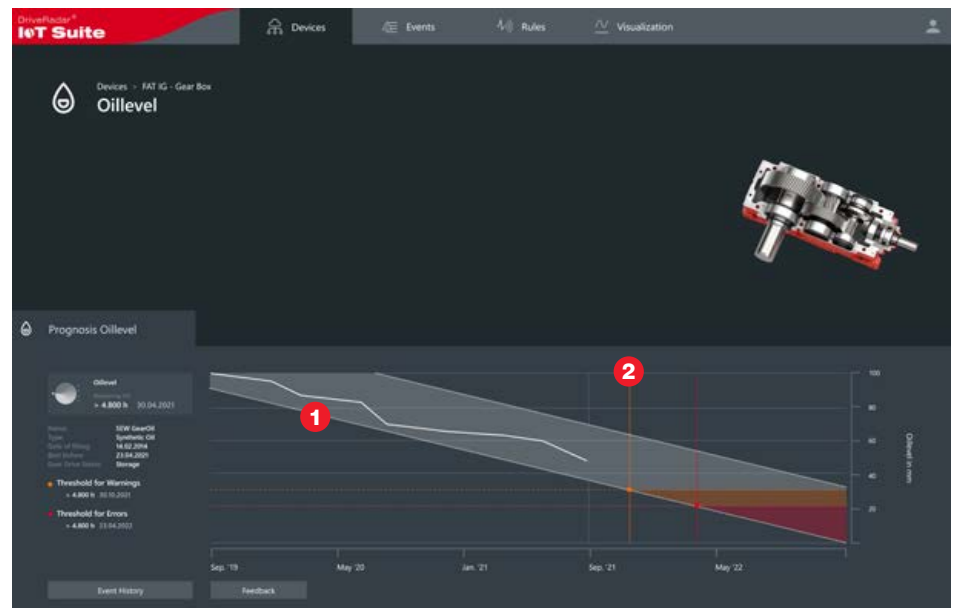 DriveRadar®
IoT Suite
Devices
Events
Rules
Visualization
Devices > FAT IG - Gear Box
Oillevel
Prognosis Oillevel
Oillevel
> 4.800 h 30.04.2021
Name SEW GearOil
Type Synthetic Oil
Date of filling 14.02.2014
Best before 23.04.2021
Storage
Threshold for Warnings
> 4.800 h 30.10.2021
Threshold for Errors
> 4.800 h 23.04.2022
1
2
100
80
60
40
20
Oillevel in mm
Sep. '19
May '20
Jan. '21
Sep. '21
May '22
Event History
Feedback